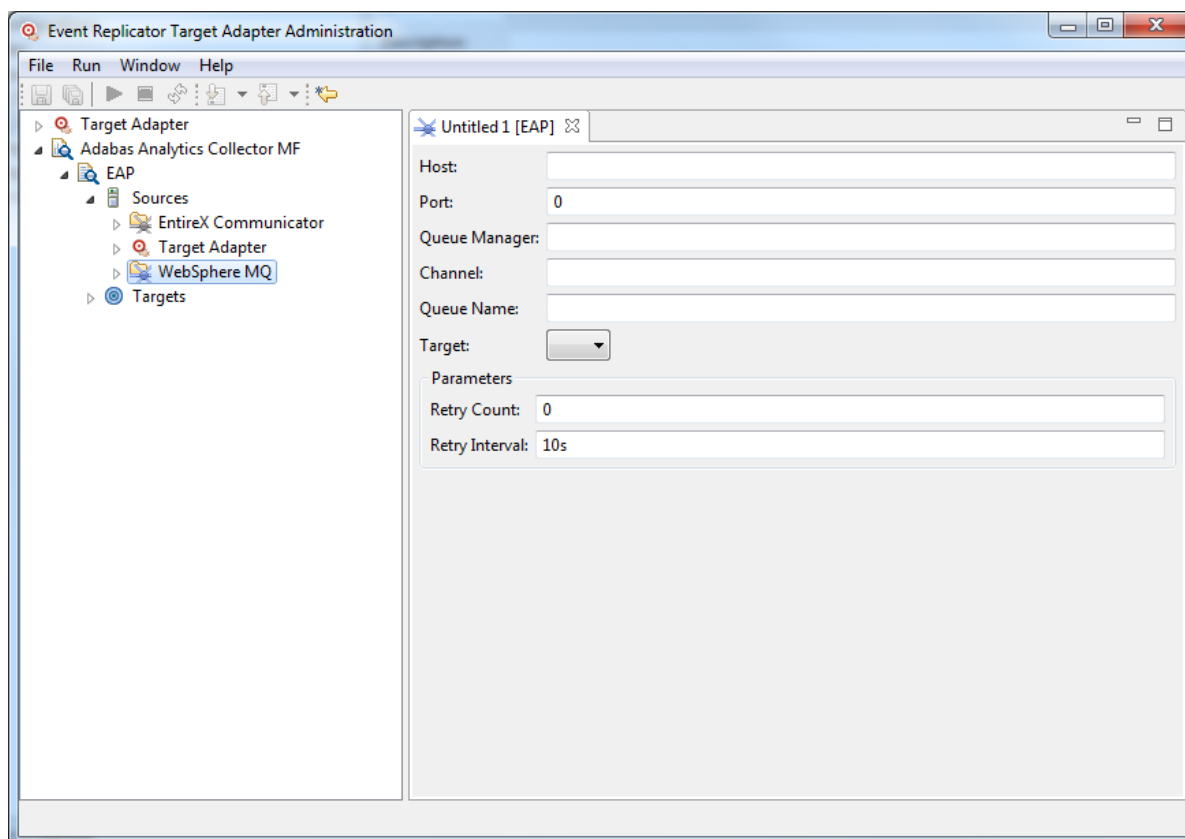 Event Replicator Target Adapter Administration
File Run Window Help
Target Adapter
Adabas Analytics Collector MF
EAP
Sources
EntireX Communicator
Target Adapter
WebSphere MQ
Targets
Untitled 1 [EAP]
Host:
Port: 0
Queue Manager:
Channel:
Queue Name:
Target:
Parameters
Retry Count: 0
Retry Interval: 10s